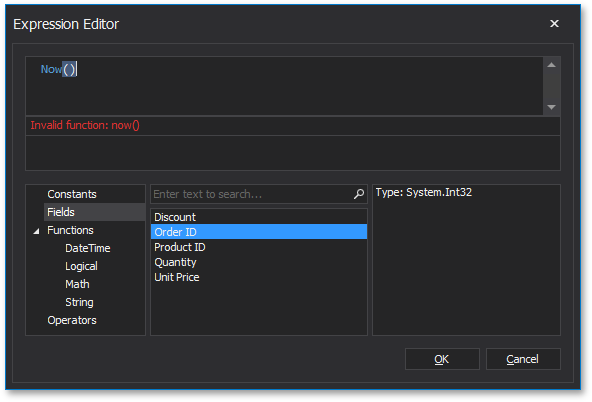 Expression Editor
Now()
Invalid function: now()
Constants
Fields
Functions
DateTime
Logical
Math
String
Operators
Enter text to search...
Discount
Order ID
Product ID
Quantity
Unit Price
Type: System.Int32
OK
Cancel